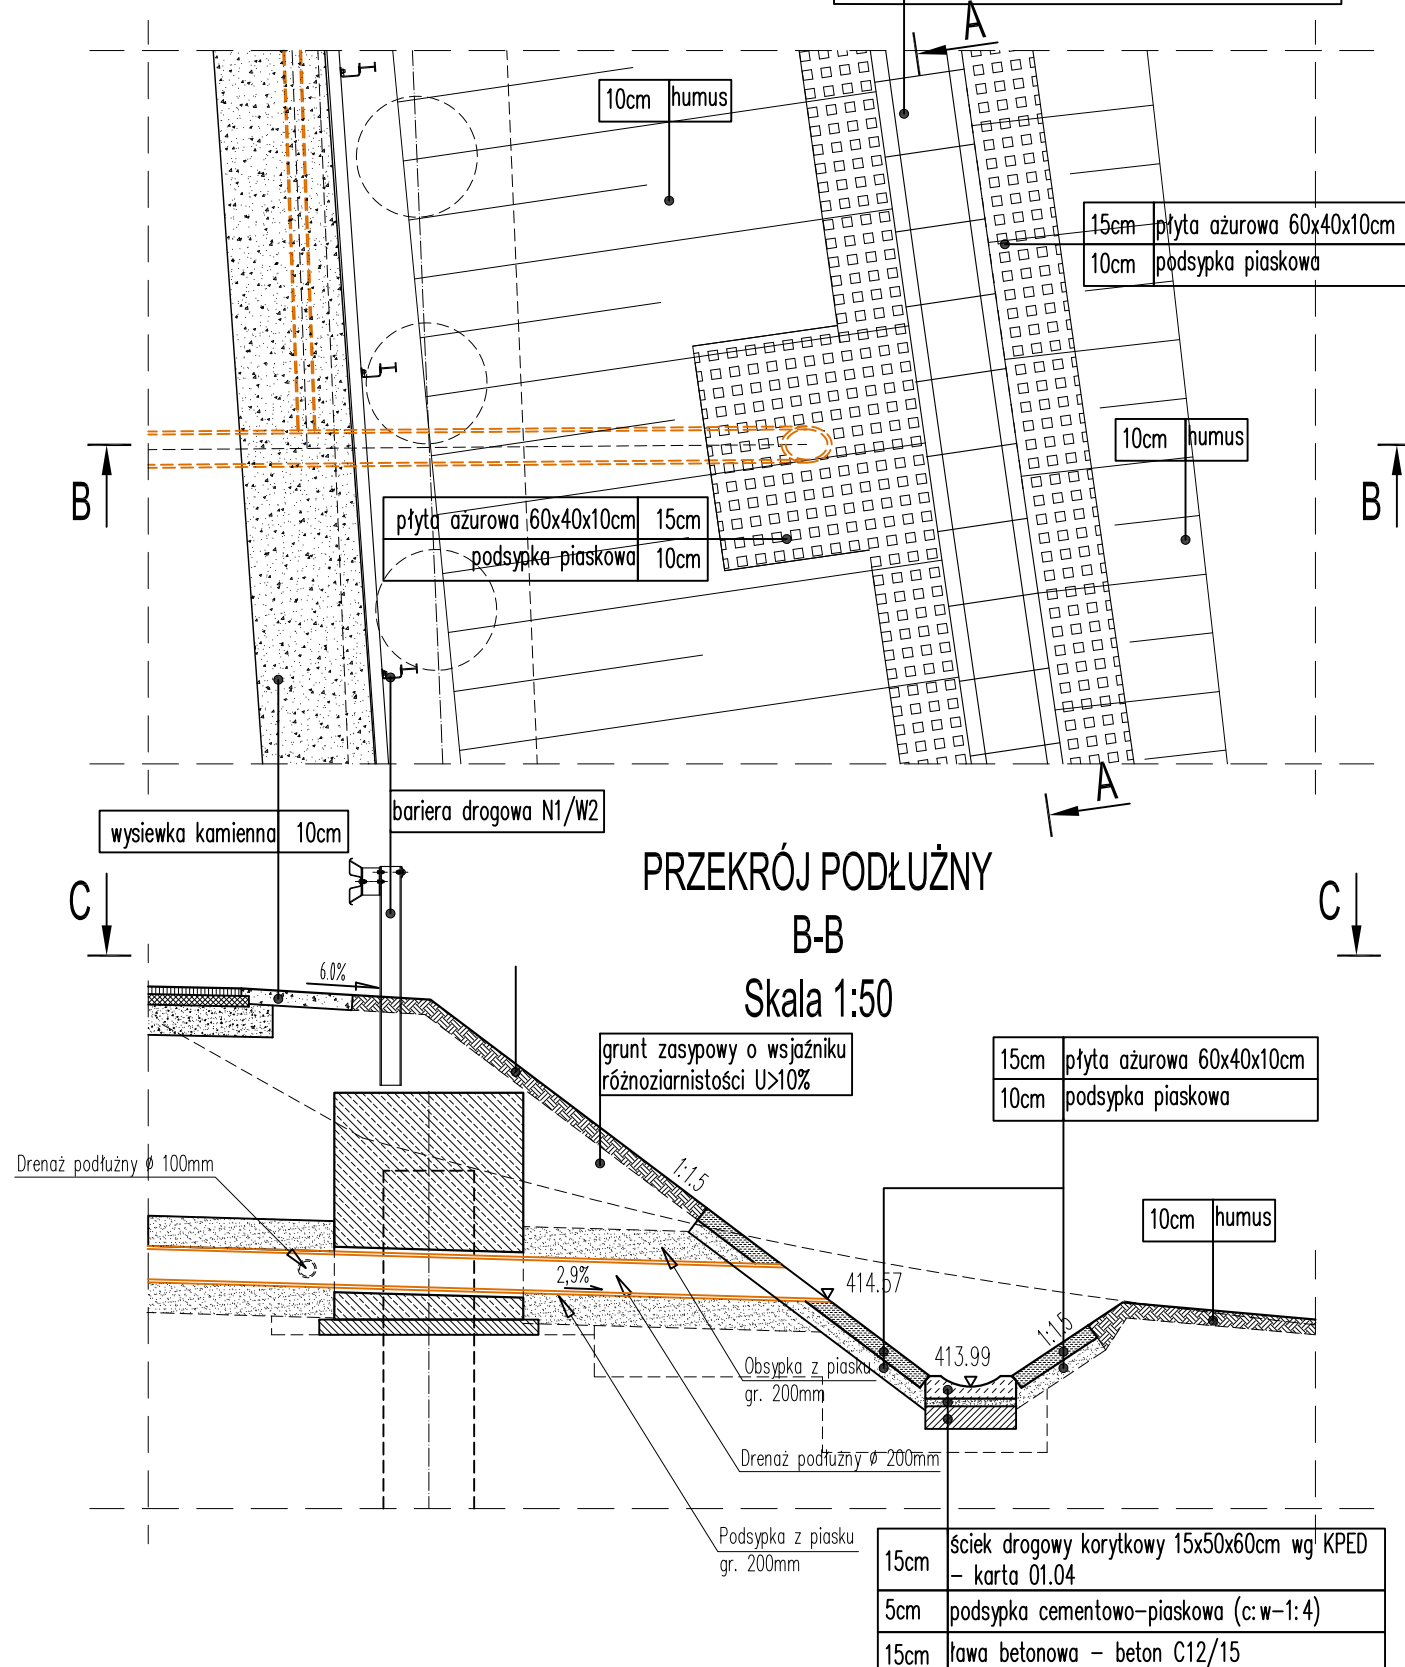 A
10cm humus
15cm płyta ażurowa 60x40x10cm
10cm podsypka piaskowa
10cm humus
B
B
płyta ażurowa 60x40x10cm 15cm
podsypka piaskowa 10cm
A
bariera drogowa N1/W2
wysiewka kamienna 10cm
PRZEKRÓJ PODŁUŻNY
C
C
B-B
6.0%
Skala 1:50
grunt zasypowy o wsjaźniku
różnoziarnistości U>10%
15cm płyta ażurowa 60x40x10cm
10cm podsypka piaskowa
Drenaż podłużny ø 100mm
1:1.5
10cm humus
2,9%
414.57
1:1.5
413.99
Obsypka z piasku
gr. 200mm
Drenaż podłużny ø 200mm
Podsypka z piasku
gr. 200mm
15cm ściek drogowy korytkowy 15x50x60cm wg KPED
– karta 01.04
5cm podsypka cementowo–piaskowa (c:w–1:4)
15cm ława betonowa – beton C12/15